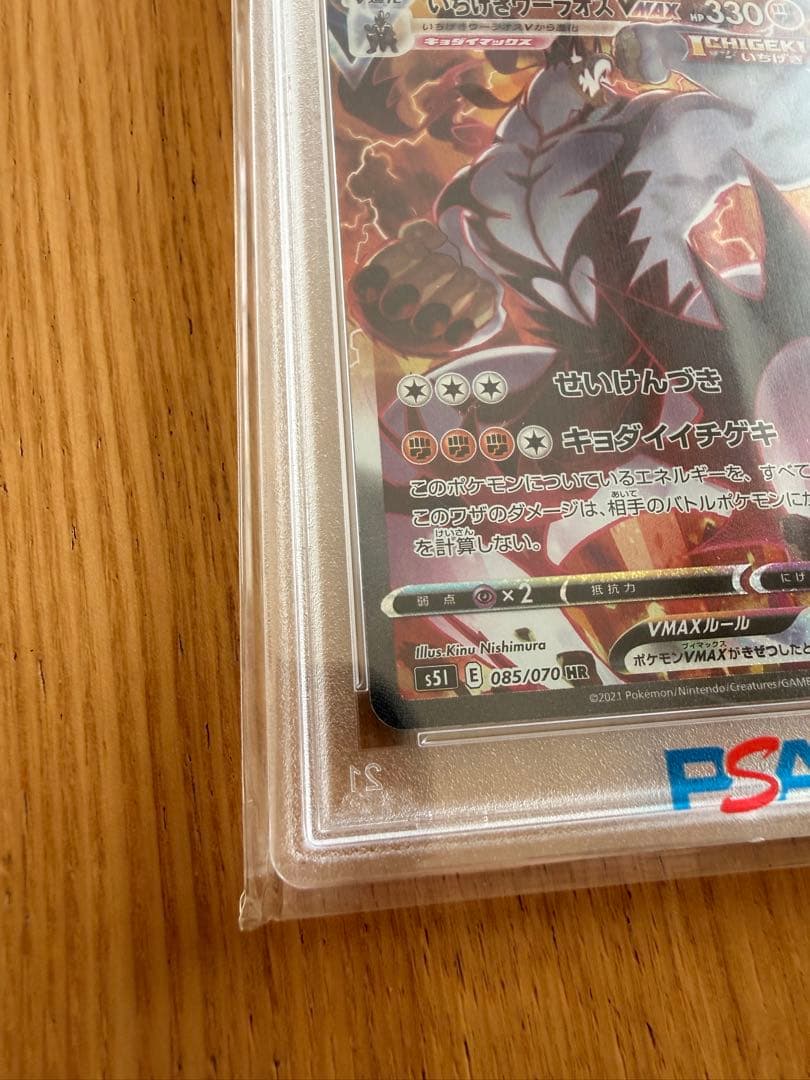 いちげきウーラオス VMAX HP 330
いちげきウーラオスVから進化
キョダイマックス
ICHIGEKI
いちげき
せいけんづき
キョダイイチゲキ
このポケモンについているエネルギーを、すべて
このワザのダメージは、相手のバトルポケモンに
を計算しない。
弱点 ×2 抵抗力 にげ
VMAXルール
ポケモンVMAXがきぜつしたと
Illus. Kinu Nishimura
s5I E 085/070 HR
©2021 Pokémon/Nintendo/Creatures/GAME
PSA
21